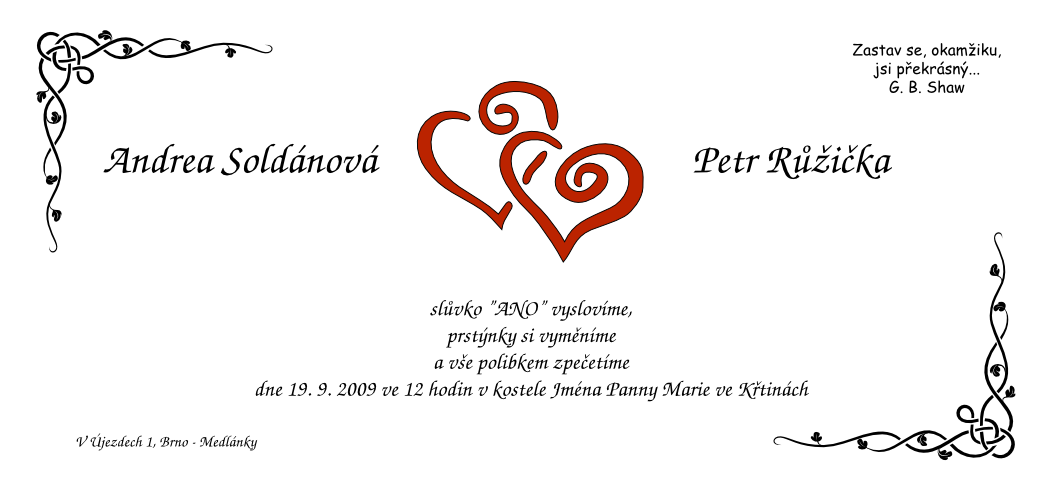 Zastav se, okamžiku,
jsi překrásný...
G. B. Shaw
Andrea Soldánová
Petr Růžička
slůvko "ANO" vyslovíme,
prstýnky si vyměníme
a vše polibkem zpečetíme
dne 19. 9. 2009 ve 12 hodin v kostele Jména Panny Marie ve Křtinách
V Újezdech 1, Brno - Medlánky